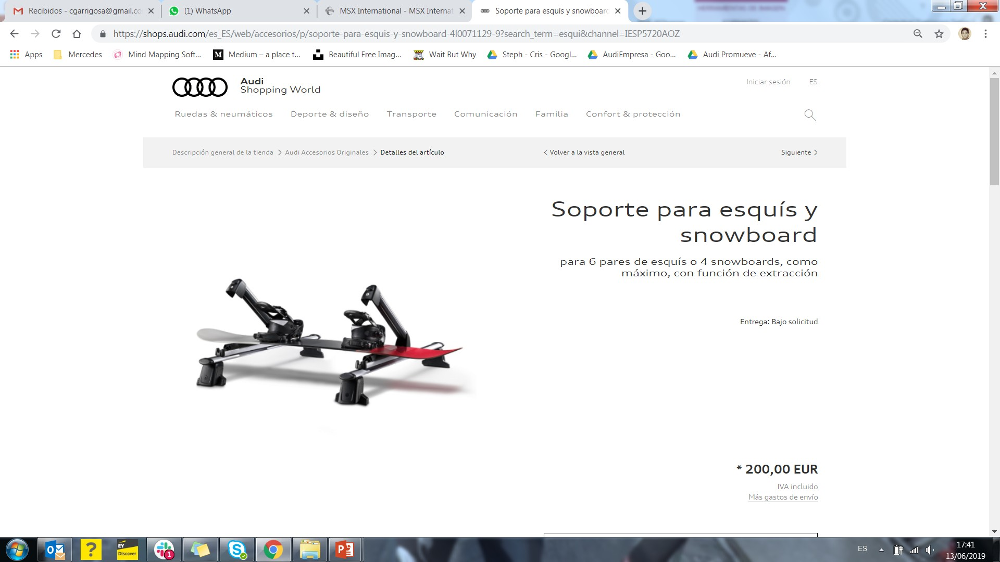 Recibidos - cgarrigosa@gmail.co
(1) WhatsApp
MSX International - MSX Internat
Soporte para esquís y snowboard
https://shops.audi.com/es_ES/web/accesorios/p/soporte-para-esquis-y-snowboard-4l0071129-9?search_term=esqui&channel=IESP5720AOZ
Apps
Mercedes
Mind Mapping Soft...
M
Medium – a place t...
Beautiful Free Imag...
Wait But Why
Steph - Cris - Googl...
AudiEmpresa - Goo...
Audi Promueve - Af...
Audi
Shopping World
Iniciar sesión
ES
Ruedas & neumáticos
Deporte & diseño
Transporte
Comunicación
Familia
Confort & protección
Descripción general de la tienda > Audi Accesorios Originales > Detalles del artículo
< Volver a la vista general
Siguiente >
Soporte para esquís y
snowboard
para 6 pares de esquís o 4 snowboards, como
máximo, con función de extracción
Entrega: Bajo solicitud
* 200,00 EUR
IVA incluido
Más gastos de envío
?
EY
Discover
1
ES
17:41
13/06/2019